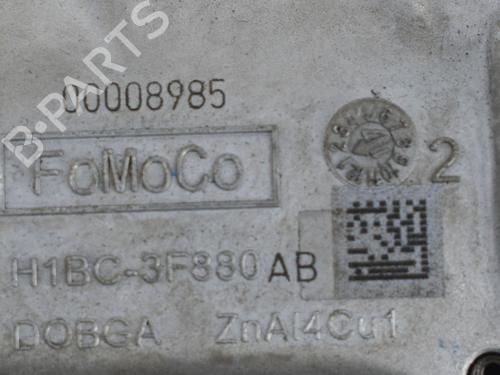 00008985
FoMoCo
2
H1BC-3F880 AB
DOBGA ZnAl4Cu1
B-PARTS